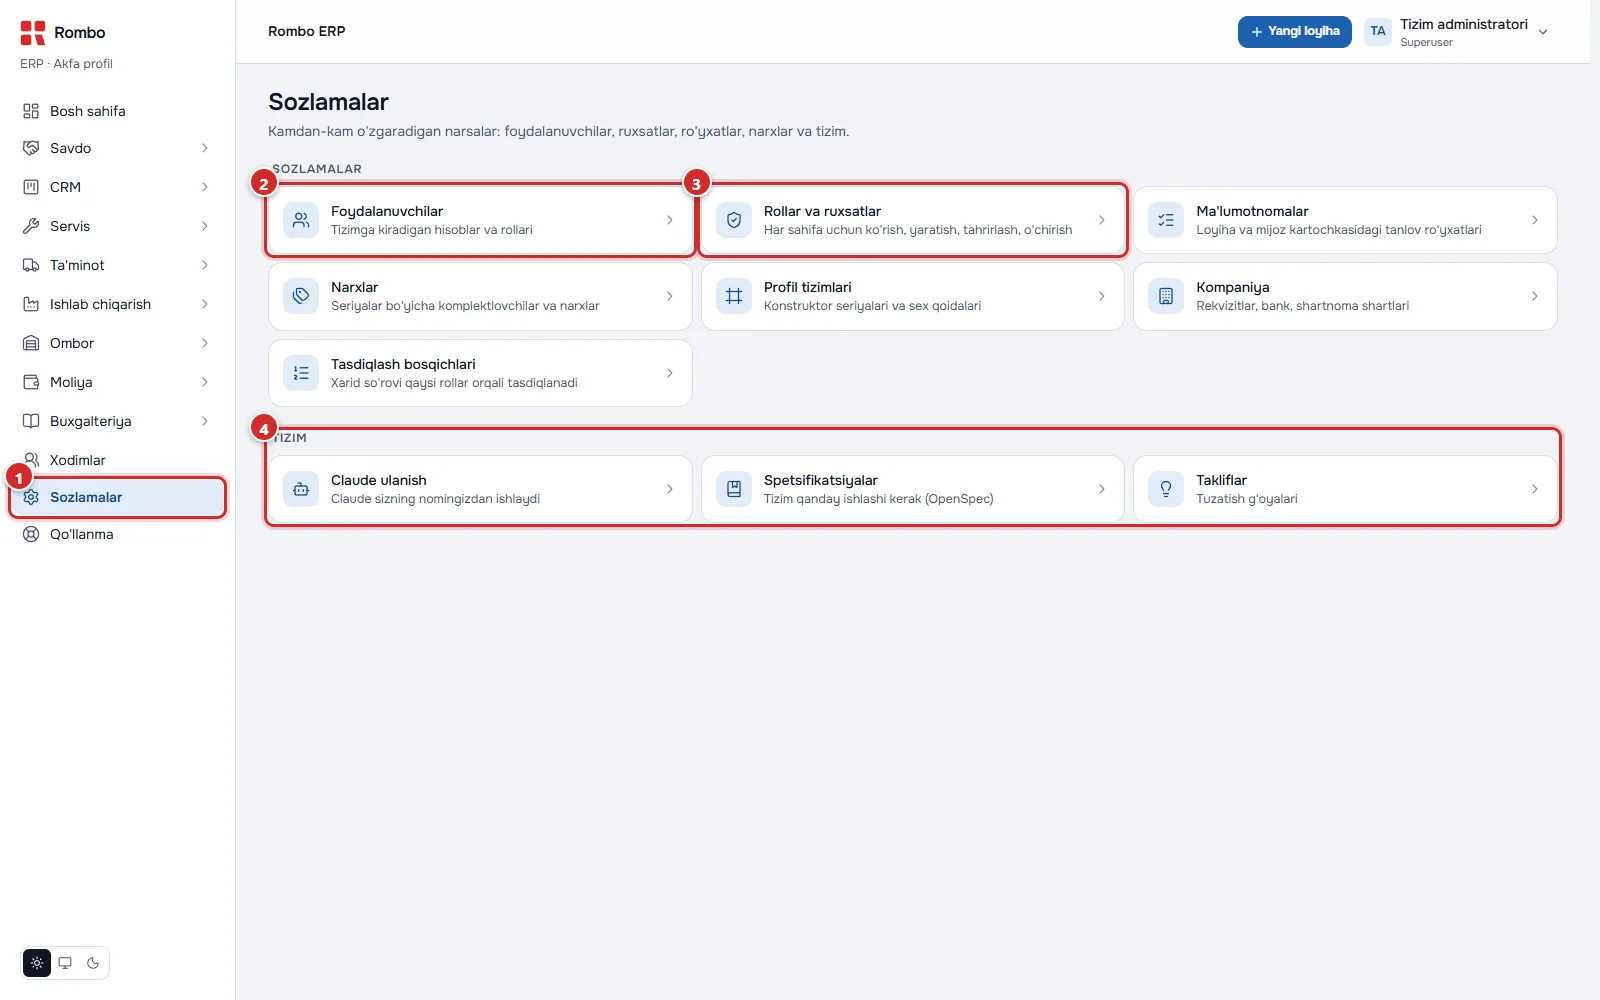 Rombo
ERP · Akfa profil
Bosh sahifa
Savdo
CRM
Servis
Ta'minot
Ishlab chiqarish
Ombor
Moliya
Buxgalteriya
Xodimlar
1
Sozlamalar
Qo'llanma
Rombo ERP
+ Yangi loyiha
TA
Tizim administratori
Superuser
Sozlamalar
Kamdan-kam o'zgaradigan narsalar: foydalanuvchilar, ruxsatlar, ro'yxatlar, narxlar va tizim.
SOZLAMALAR
2
Foydalanuvchilar
Tizimga kiradigan hisoblar va rollari
3
Rollar va ruxsatlar
Har sahifa uchun ko'rish, yaratish, tahrirlash, o'chirish
Ma'lumotnomalar
Loyiha va mijoz kartochkasidagi tanlov ro'yxatlari
Narxlar
Seriyalar bo'yicha komplektlovchilar va narxlar
Profil tizimlari
Konstruktor seriyalari va sex qoidalari
Kompaniya
Rekvizitlar, bank, shartnoma shartlari
Tasdiqlash bosqichlari
Xarid so'rovi qaysi rollar orqali tasdiqlanadi
4
TIZIM
Claude ulanish
Claude sizning nomingizdan ishlaydi
Spetsifikatsiyalar
Tizim qanday ishlashi kerak (OpenSpec)
Takliflar
Tuzatish g'oyalari